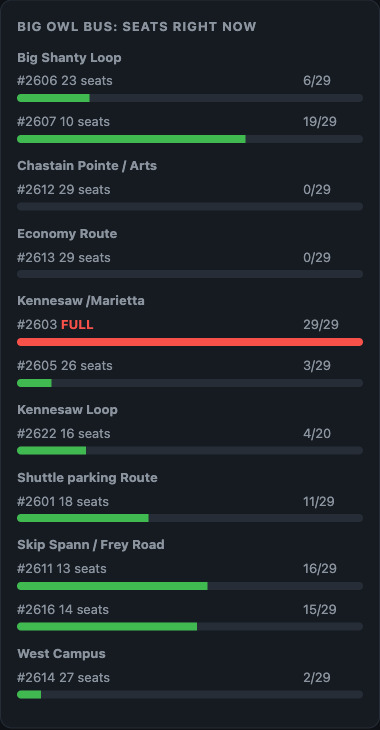 BIG OWL BUS: SEATS RIGHT NOW
Big Shanty Loop
#2606 23 seats 6/29
#2607 10 seats 19/29
Chastain Pointe / Arts
#2612 29 seats 0/29
Economy Route
#2613 29 seats 0/29
Kennesaw /Marietta
#2603 FULL 29/29
#2605 26 seats 3/29
Kennesaw Loop
#2622 16 seats 4/20
Shuttle parking Route
#2601 18 seats 11/29
Skip Spann / Frey Road
#2611 13 seats 16/29
#2616 14 seats 15/29
West Campus
#2614 27 seats 2/29